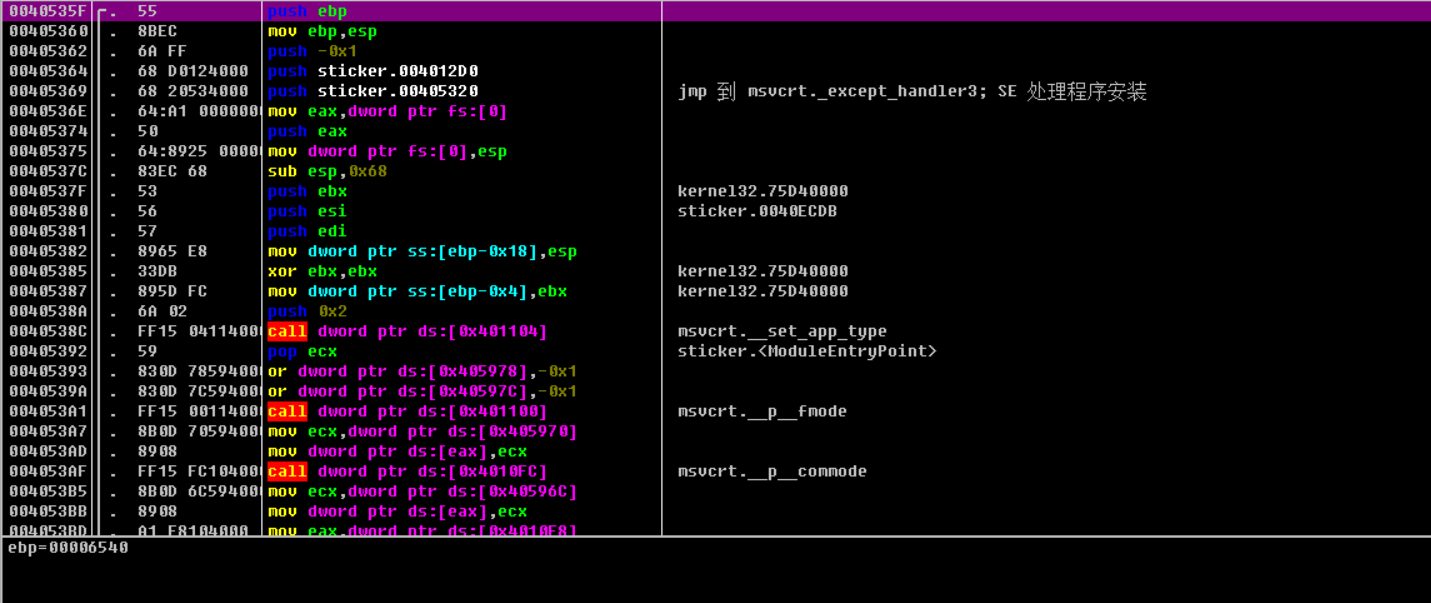 0040535F . 55 push ebp
00405360 . 8BEC mov ebp,esp
00405362 . 6A FF push -0x1
00405364 . 68 D0124000 push sticker.004012D0
00405369 . 68 20534000 push sticker.00405320 jmp 到 msvcrt._except_handler3; SE 处理程序安装
0040536E . 64:A1 0000000 mov eax,dword ptr fs:[0]
00405374 . 50 push eax
00405375 . 64:8925 0000 mov dword ptr fs:[0],esp
0040537C . 83EC 68 sub esp,0x68
0040537F . 53 push ebx kernel32.75D40000
00405380 . 56 push esi sticker.0040ECDB
00405381 . 57 push edi
00405382 . 8965 E8 mov dword ptr ss:[ebp-0x18],esp
00405385 . 33DB xor ebx,ebx kernel32.75D40000
00405387 . 895D FC mov dword ptr ss:[ebp-0x4],ebx kernel32.75D40000
0040538A . 6A 02 push 0x2
0040538C . FF15 04114000 call dword ptr ds:[0x401104] msvcrt.__set_app_type
00405392 . 59 pop ecx sticker.<ModuleEntryPoint>
00405393 . 830D 78594000 or dword ptr ds:[0x405978],-0x1
0040539A . 830D 7C594000 or dword ptr ds:[0x40597C],-0x1
004053A1 . FF15 00114000 call dword ptr ds:[0x401100] msvcrt.__p__fmode
004053A7 . 8B0D 70594000 mov ecx,dword ptr ds:[0x405970]
004053AD . 8908 mov dword ptr ds:[eax],ecx
004053AF . FF15 FC104000 call dword ptr ds:[0x4010FC] msvcrt.__p__commode
004053B5 . 8B0D 6C594000 mov ecx,dword ptr ds:[0x40596C]
004053BB . 8908 mov dword ptr ds:[eax],ecx
004053BD . A1 F8104000 mov eax,dword ptr ds:[0x4010F8]
ebp=00006540